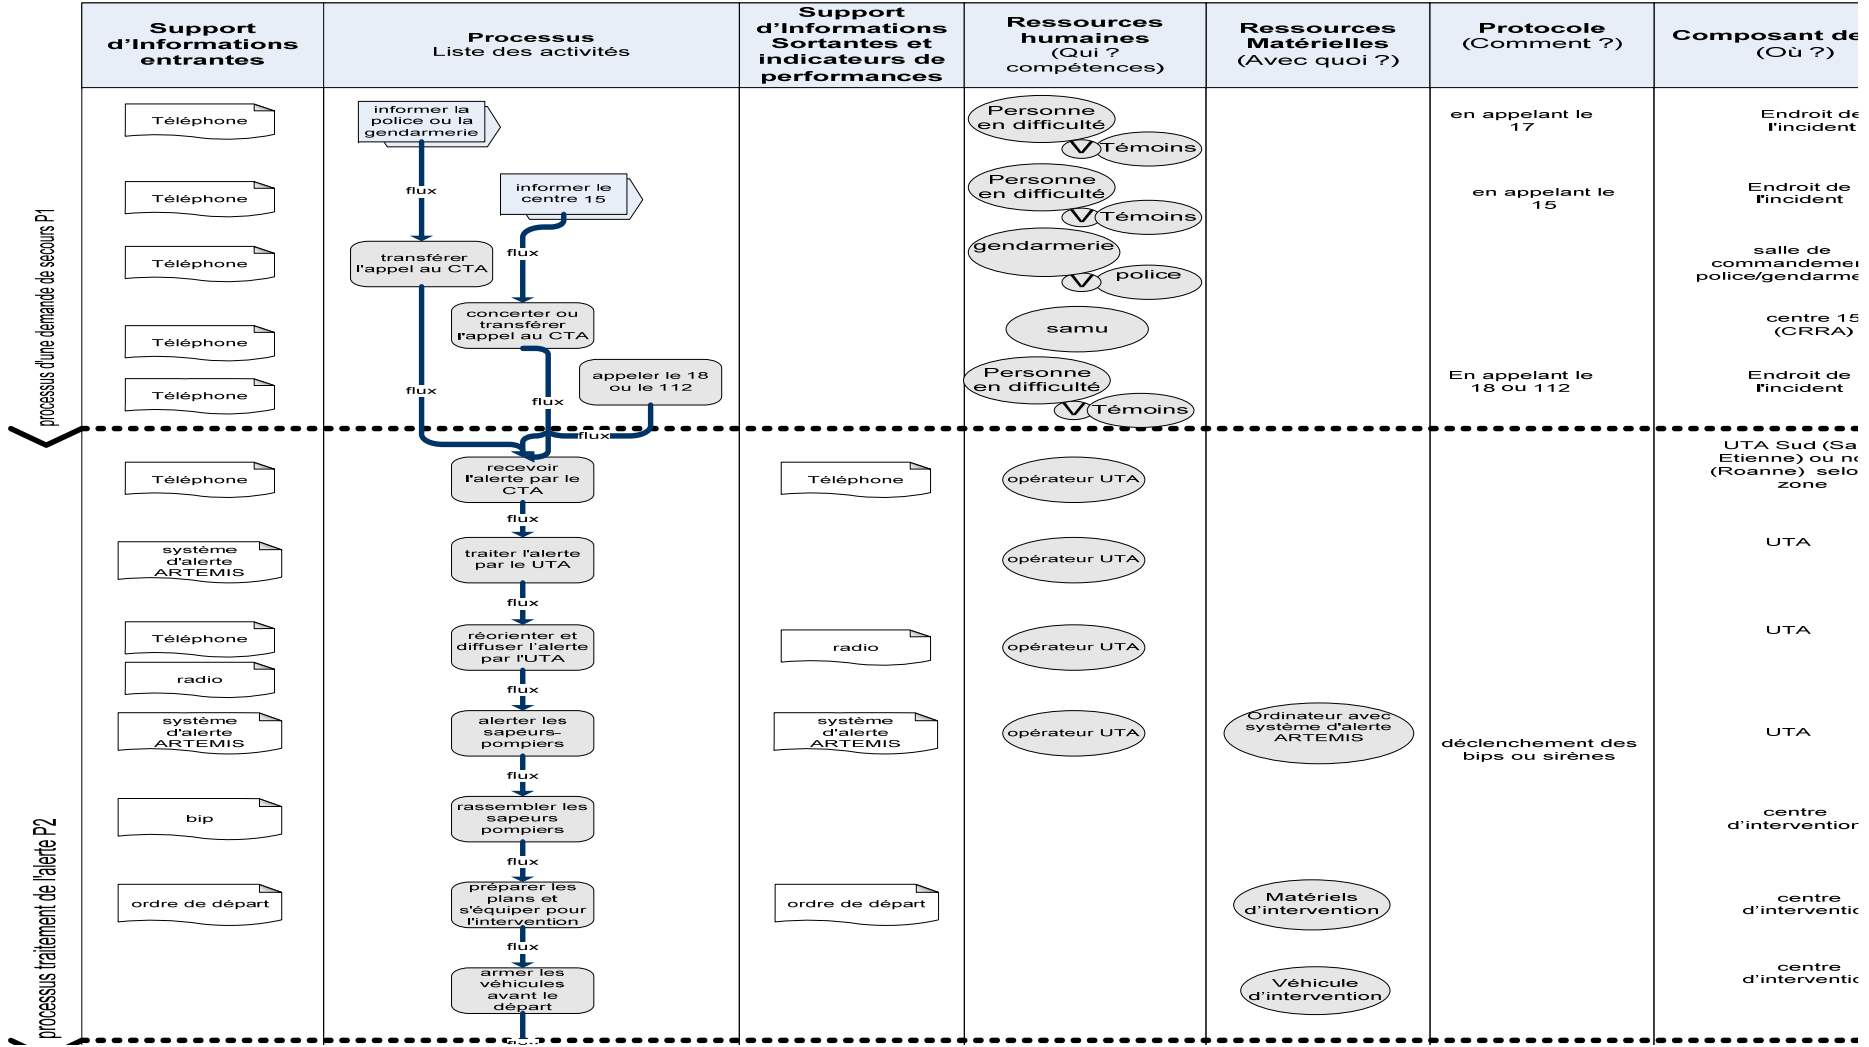 Support
d'Informations
entrantes
Processus
Liste des activités
Support
d'Informations
Sortantes et
indicateurs de
performances
Ressources
humaines
(Qui ?
compétences)
Ressources
Matérielles
(Avec quoi ?)
Protocole
(Comment ?)
Composant de
(Où ?)
processus d'une demande de secours P1
Téléphone
informer la
police ou la
gendarmerie
Personne
en difficulté
V
Témoins
en appelant le
17
Endroit de
l'incident
flux
Téléphone
informer le
centre 15
Personne
en difficulté
V
Témoins
en appelant le
15
Endroit de
l'incident
flux
Téléphone
transférer
l'appel au CTA
gendarmerie
V
police
salle de
commandemen
police/gendarme
Téléphone
concerter ou
transférer
l'appel au CTA
samu
centre 15
(CRRA)
flux
flux
Téléphone
appeler le 18
ou le 112
Personne
en difficulté
V
Témoins
En appelant le
18 ou 112
Endroit de
l'incident
flux
processus traitement de l'alerte P2
Téléphone
recevoir
l'alerte par le
CTA
Téléphone
opérateur UTA
UTA Sud (Sa
Etienne) ou no
(Roanne) selo
zone
flux
système
d'alerte
ARTEMIS
traiter l'alerte
par le UTA
opérateur UTA
UTA
flux
Téléphone
radio
réorienter et
diffuser l'alerte
par l'UTA
radio
opérateur UTA
UTA
flux
système
d'alerte
ARTEMIS
alerter les
sapeurs-
pompiers
système
d'alerte
ARTEMIS
opérateur UTA
Ordinateur avec
système d'alerte
ARTEMIS
déclenchement des
bips ou sirènes
UTA
flux
bip
rassembler les
sapeurs
pompiers
centre
d'intervention
flux
ordre de départ
préparer les
plans et
s'équiper pour
l'intervention
ordre de départ
Matériels
d'intervention
centre
d'interventio
flux
armer les
véhicules
avant le
départ
Véhicule
d'intervention
centre
d'interventio
flux